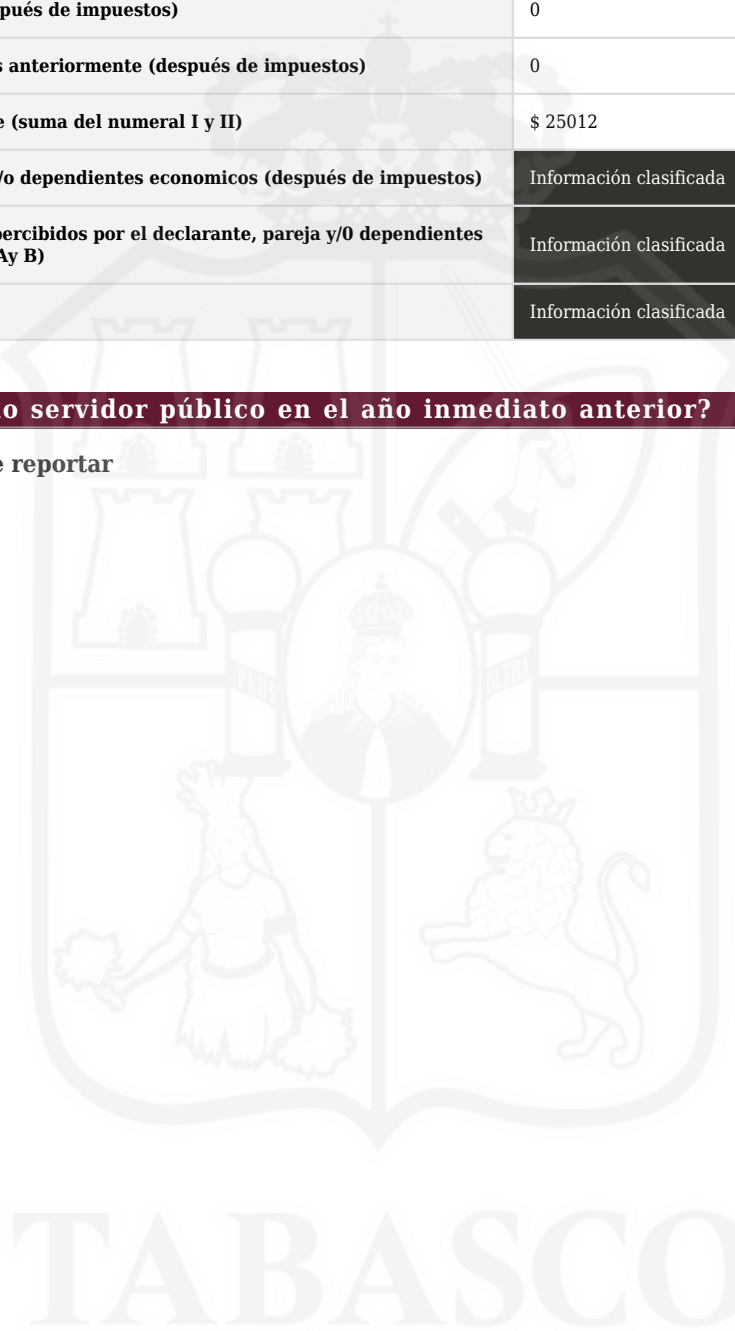 pués de impuestos) 0
s anteriormente (después de impuestos) 0
e (suma del numeral I y II) $ 25012
/o dependientes economicos (después de impuestos) Información clasificada
percibidos por el declarante, pareja y/0 dependientes
Ay B) Información clasificada
Información clasificada
o servidor público en el año inmediato anterior?
e reportar
PLUS ULTRA
TABASCO